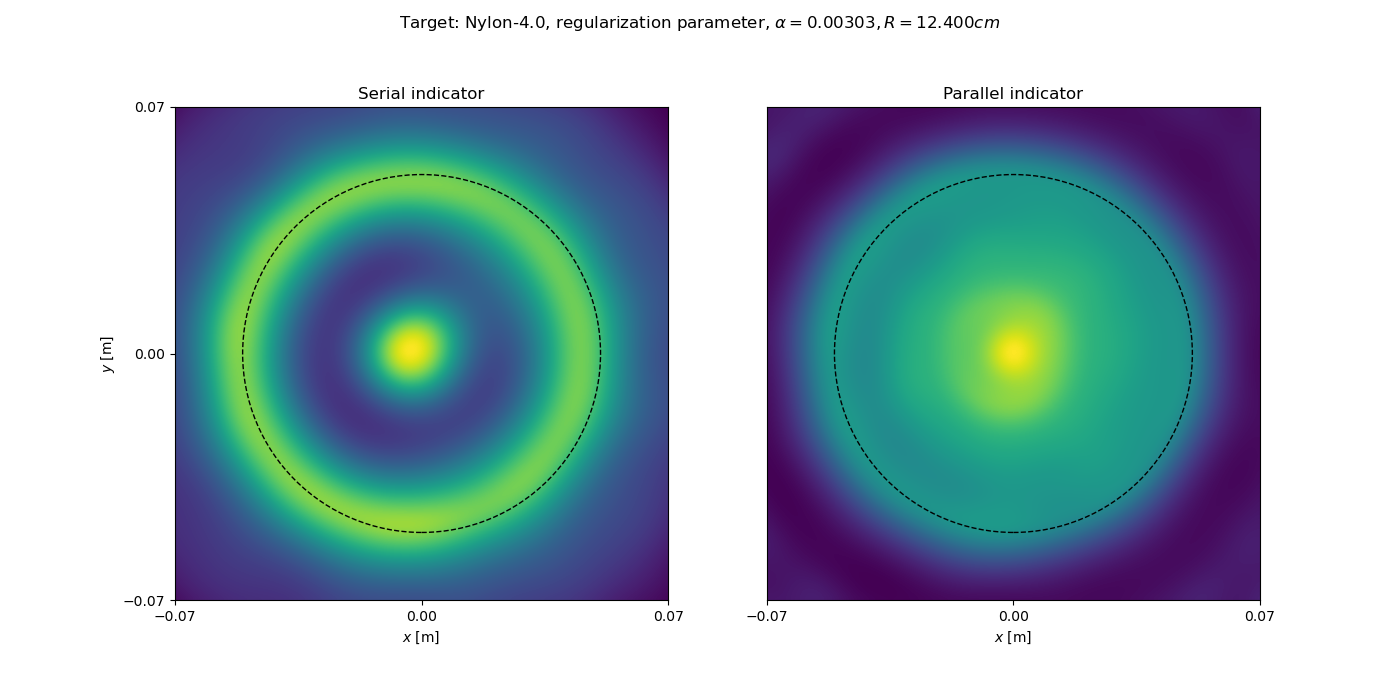 Target: Nylon-4.0, regularization parameter, α = 0.00303, R = 12.400cm
Serial indicator
Parallel indicator
0.07
0.00
−0.07
y [m]
−0.07 0.00 0.07
x [m]
−0.07 0.00 0.07
x [m]